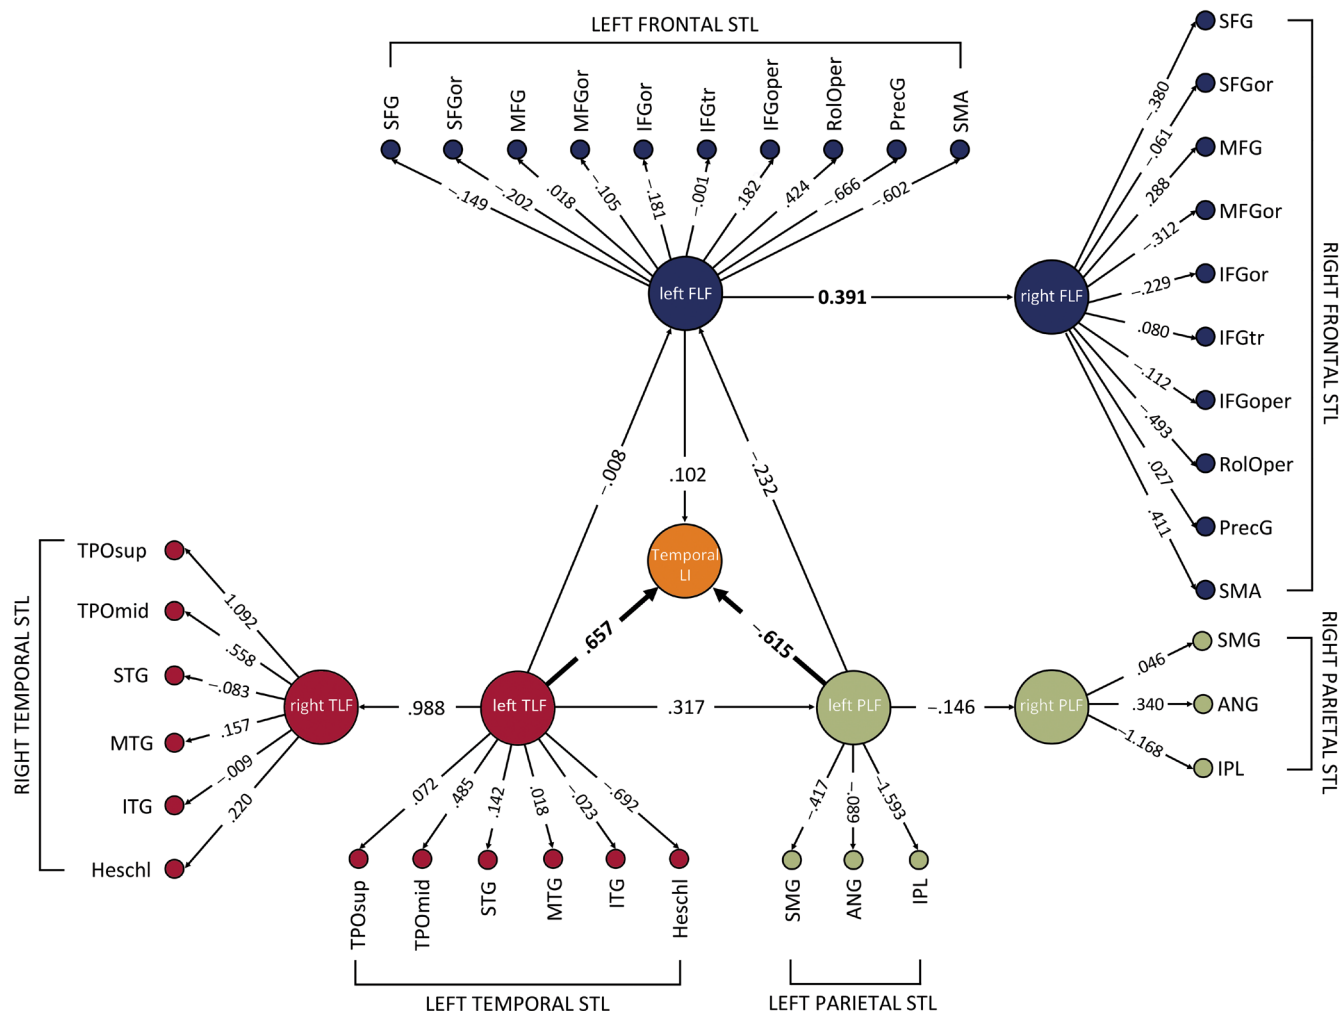 LEFT FRONTAL STL
SFG
SFGor
MFG
MFGor
IFGor
IFGtr
IFGoper
RolOper
PrecG
SMA
−.149
−.202
.018
−.105
−.181
−.001
.182
.424
−.666
−.602
left FLF
0.391
right FLF
−.380
−.061
.288
−.312
−.229
.080
−.112
−.493
.027
.411
SFG
SFGor
MFG
MFGor
IFGor
IFGtr
IFGoper
RolOper
PrecG
SMA
RIGHT FRONTAL STL
−.008
.102
−.232
Temporal
LI
.657
−.615
RIGHT TEMPORAL STL
TPOsup
TPOmid
STG
MTG
ITG
Heschl
1.092
.558
−.083
.157
−.009
.220
right TLF
.988
left TLF
.317
left PLF
−.146
right PLF
.046
.340
−1.168
SMG
ANG
IPL
RIGHT PARIETAL STL
.072
.485
.142
.018
−.023
−.692
TPOsup
TPOmid
STG
MTG
ITG
Heschl
LEFT TEMPORAL STL
−.417
−.680
−1.593
SMG
ANG
IPL
LEFT PARIETAL STL